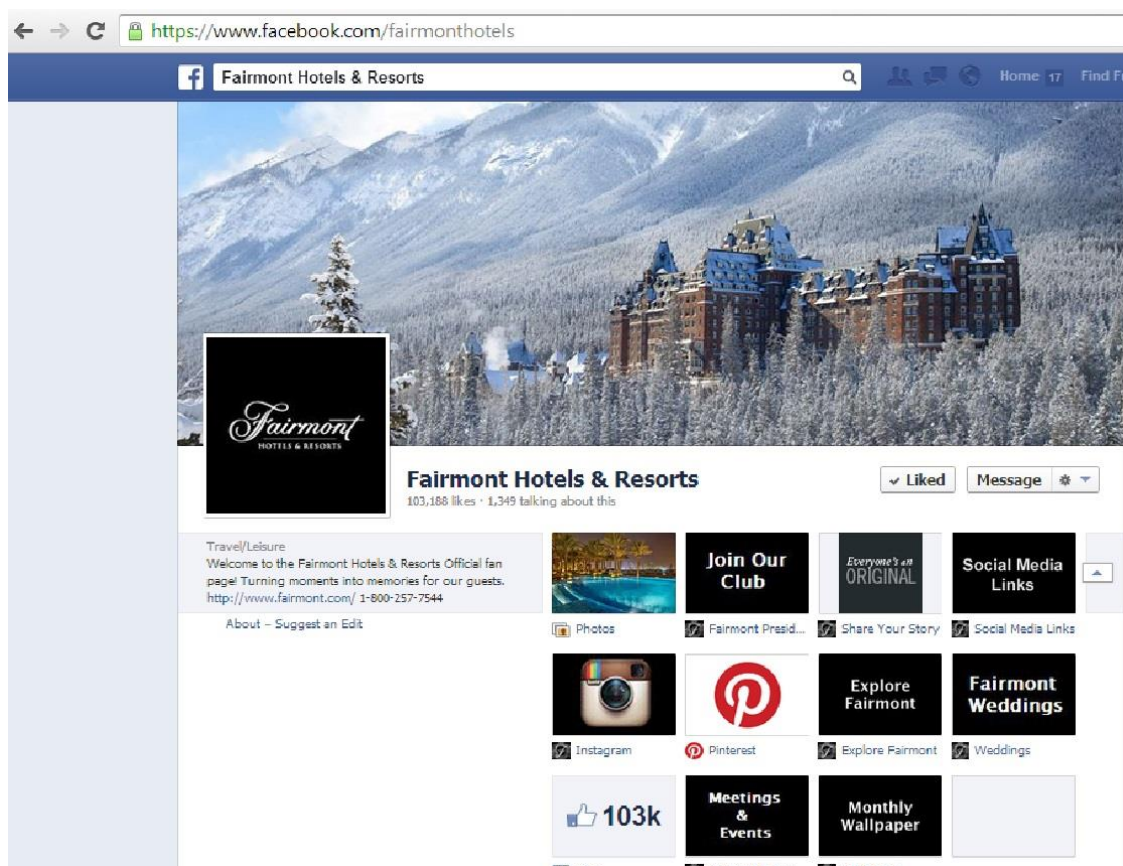 https://www.facebook.com/fairmonthotels
f Fairmont Hotels & Resorts Home 17 Find Fr
Fairmont
HOTELS & RESORTS
Fairmont Hotels & Resorts
103,188 likes · 1,349 talking about this
Liked Message
Travel/Leisure
Welcome to the Fairmont Hotels & Resorts Official fan
page! Turning moments into memories for our guests.
http://www.fairmont.com/ 1-800-257-7544
About – Suggest an Edit
Join Our
Club
Everyone's an
ORIGINAL
Social Media
Links
Photos
Fairmont Presid...
Share Your Story
Social Media Links
Explore
Fairmont
Fairmont
Weddings
Instagram
Pinterest
Explore Fairmont
Weddings
103k
Meetings
&
Events
Monthly
Wallpaper